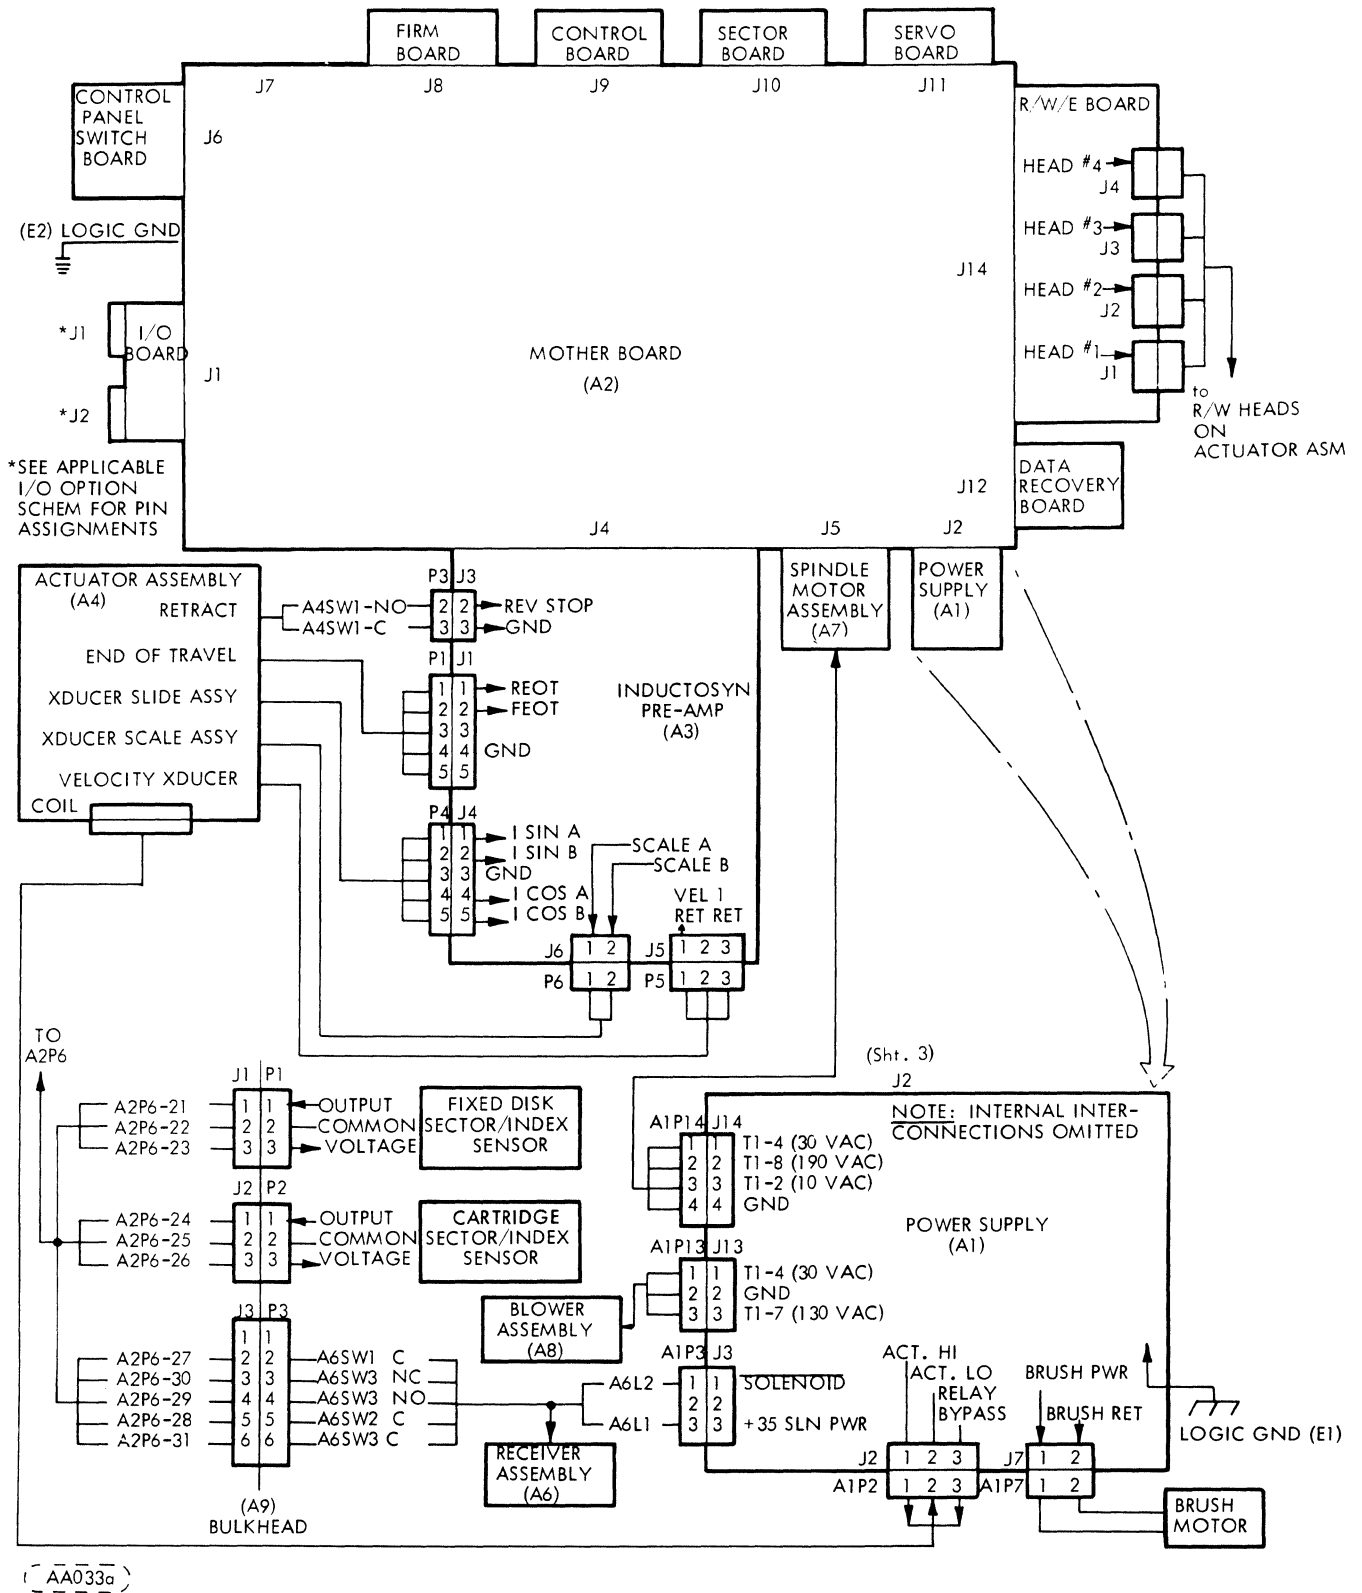 FIRM
BOARD
CONTROL
BOARD
SECTOR
BOARD
SERVO
BOARD
J7
J8
J9
J10
J11
CONTROL
PANEL
SWITCH
BOARD
J6
R/W/E BOARD
HEAD #4
J4
HEAD #3
J3
HEAD #2
J2
HEAD #1
J1
(E2) LOGIC GND
J14
*J1
I/O
BOARD
J1
*J2
MOTHER BOARD
(A2)
to
R/W HEADS
ON
ACTUATOR ASM
*SEE APPLICABLE
I/O OPTION
SCHEM FOR PIN
ASSIGNMENTS
J12
DATA
RECOVERY
BOARD
J4
J5
J2
ACTUATOR ASSEMBLY
(A4)
RETRACT
END OF TRAVEL
XDUCER SLIDE ASSY
XDUCER SCALE ASSY
VELOCITY XDUCER
COIL
A4SW1-NO
A4SW1-C
P3 J3
2 2 REV STOP
3 3 GND
P1 J1
1 1 REOT
2 2 FEOT
3 3
4 4 GND
5 5
P4 J4
1 1 I SIN A
2 2 I SIN B
3 3 GND
4 4 I COS A
5 5 I COS B
INDUCTOSYN
PRE-AMP
(A3)
SPINDLE
MOTOR
ASSEMBLY
(A7)
POWER
SUPPLY
(A1)
SCALE A
SCALE B
VEL 1
RET RET
J6 1 2
P6 1 2
J5 1 2 3
P5 1 2 3
TO
A2P6
J1 P1
A2P6-21 1 1 OUTPUT
A2P6-22 2 2 COMMON
A2P6-23 3 3 VOLTAGE
FIXED DISK
SECTOR/INDEX
SENSOR
J2 P2
A2P6-24 1 1 OUTPUT
A2P6-25 2 2 COMMON
A2P6-26 3 3 VOLTAGE
CARTRIDGE
SECTOR/INDEX
SENSOR
J3 P3
1 1
A2P6-27 2 2 A6SW1 C
A2P6-30 3 3 A6SW3 NC
A2P6-29 4 4 A6SW3 NO
A2P6-28 5 5 A6SW2 C
A2P6-31 6 6 A6SW3 C
(A9)
BULKHEAD
(Sht. 3)
J2
NOTE: INTERNAL INTER-
CONNECTIONS OMITTED
A1P14 J14
1 1 T1-4 (30 VAC)
2 2 T1-8 (190 VAC)
3 3 T1-2 (10 VAC)
4 4 GND
POWER SUPPLY
(A1)
A1P13 J13
1 1 T1-4 (30 VAC)
2 2 GND
3 3 T1-7 (130 VAC)
BLOWER
ASSEMBLY
(A8)
A1P3 J3
A6L2 1 1 SOLENOID
2 2
A6L1 3 3 +35 SLN PWR
RECEIVER
ASSEMBLY
(A6)
ACT. HI
ACT. LO
RELAY
BYPASS
BRUSH PWR
BRUSH RET
LOGIC GND (E1)
J2 1 2 3
A1P2 1 2 3
J7 1 2
A1P7 1 2
BRUSH
MOTOR
AA033a